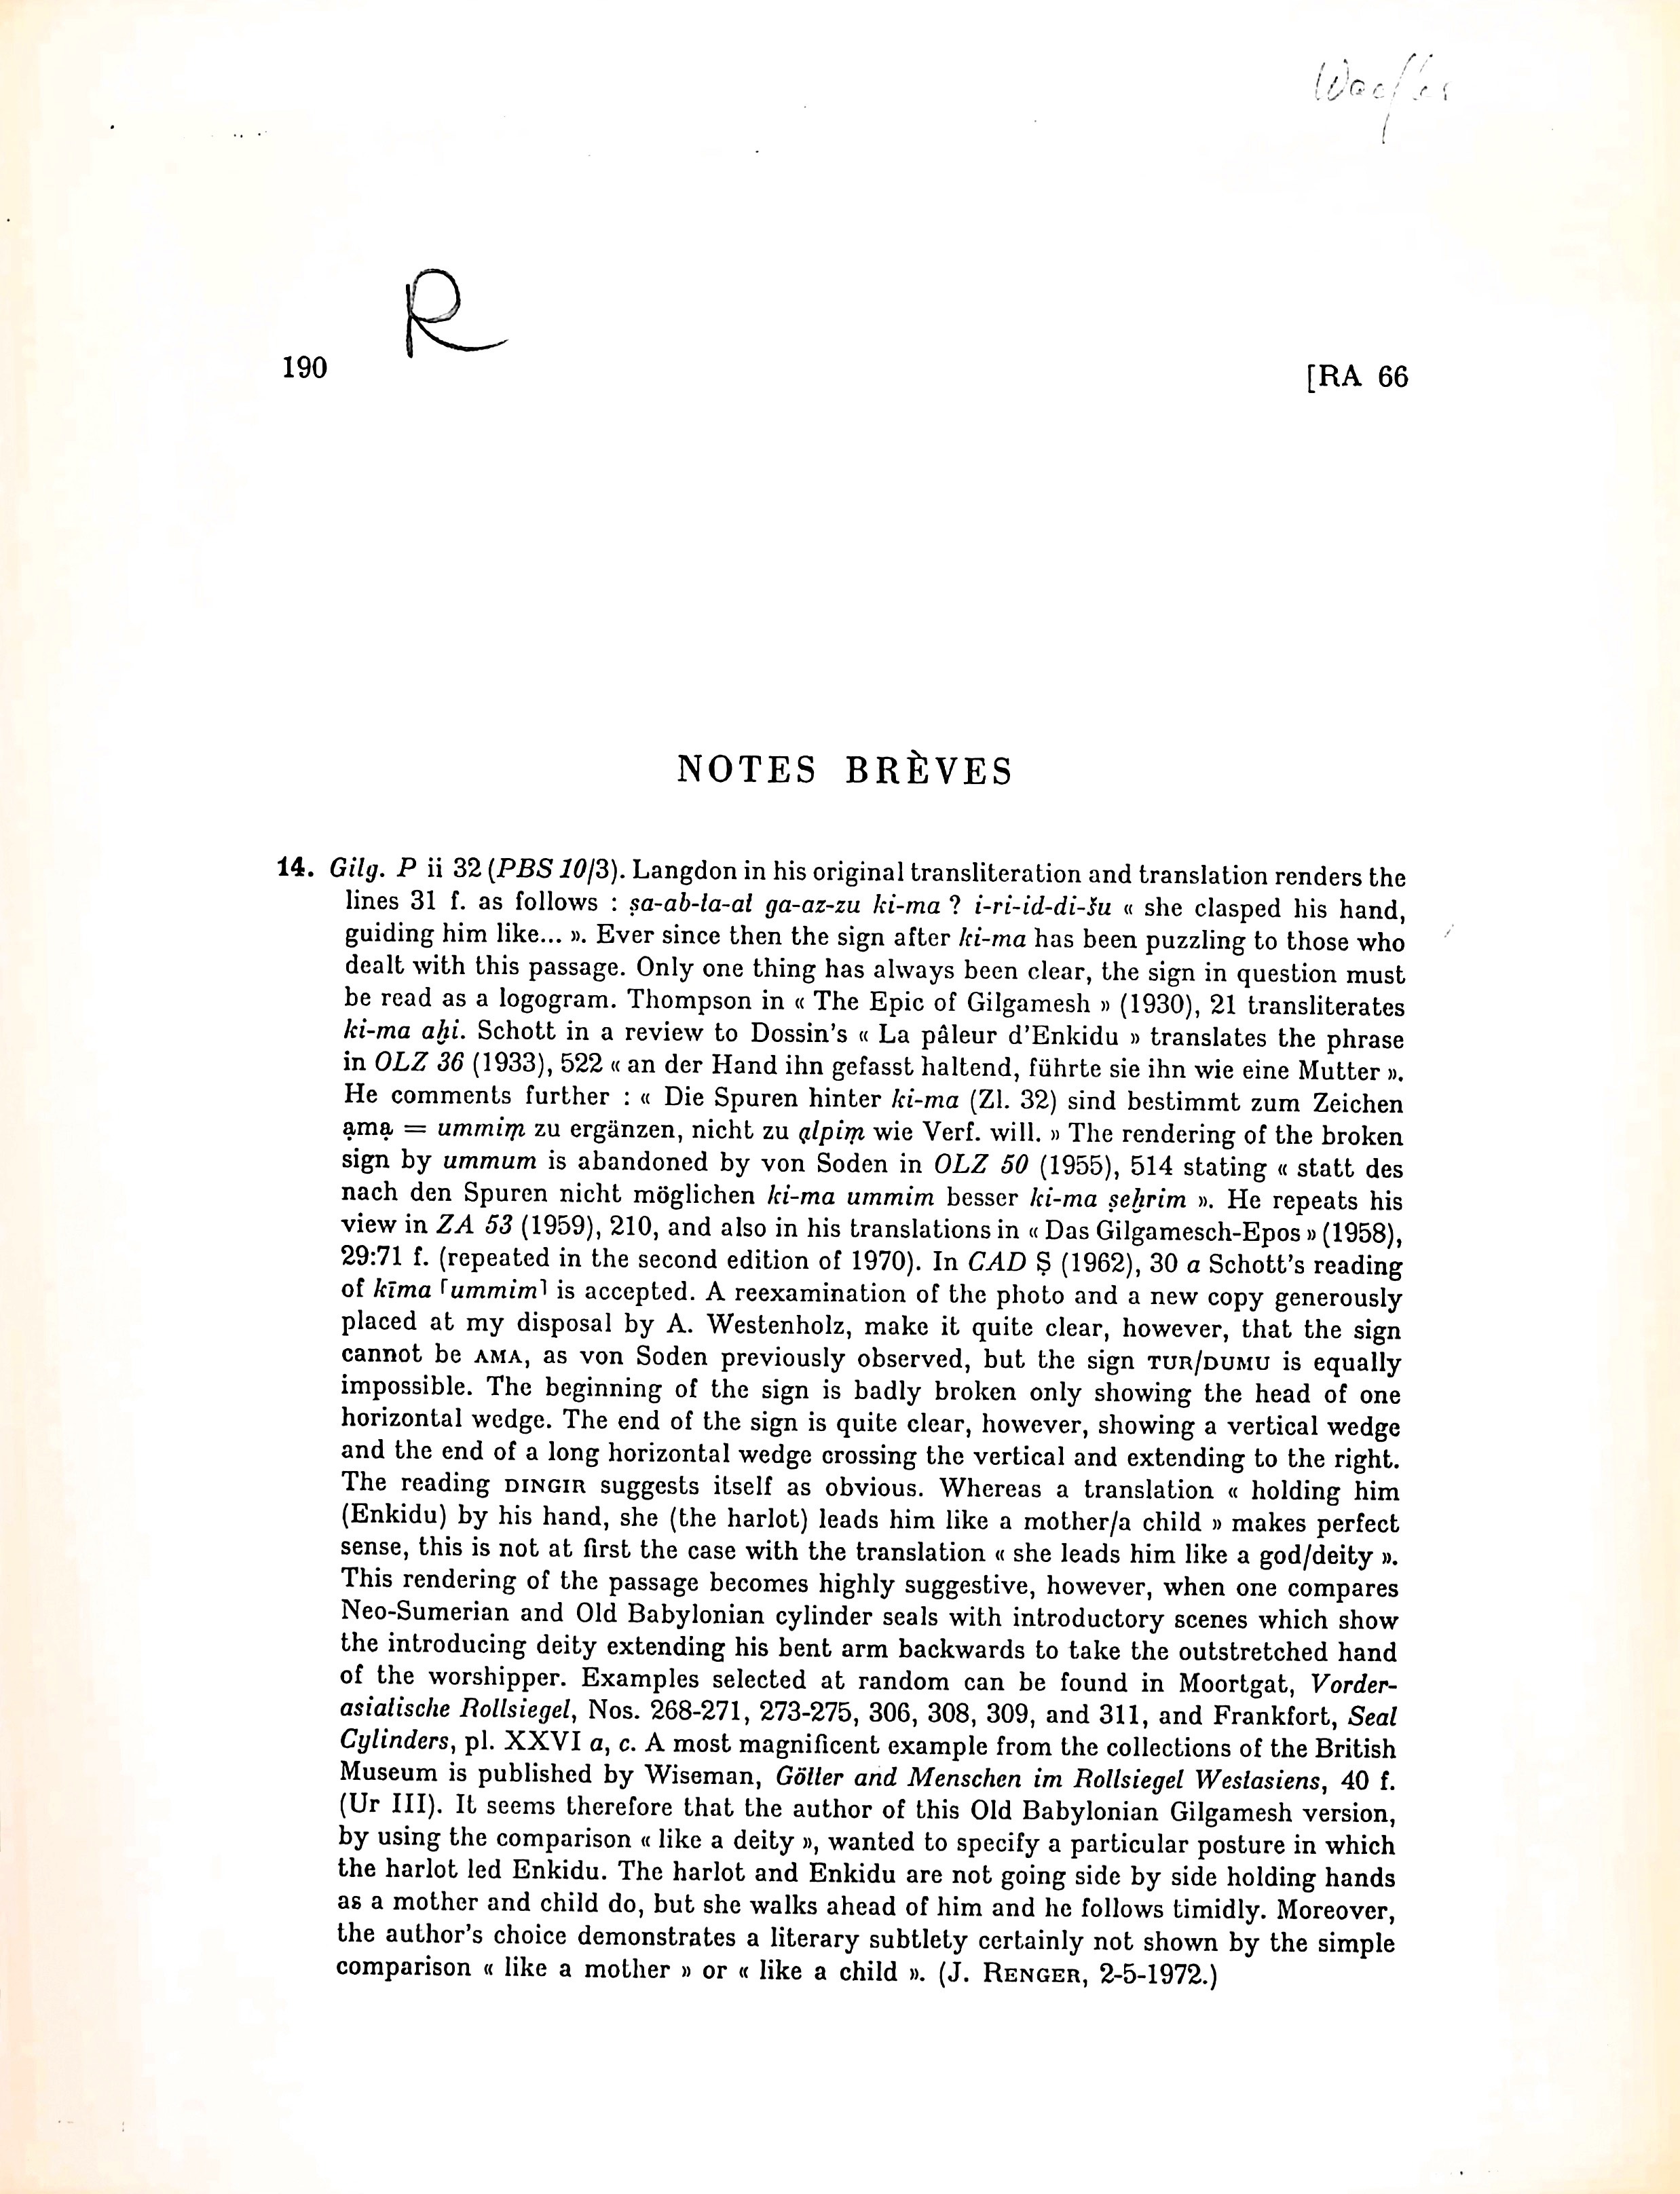 R
190
[RA 66
NOTES BRÈVES
14. Gilg. P ii 32 (PBS 10/3). Langdon in his original transliteration and translation renders the
lines 31 f. as follows : ṣa-ab-ta-at ga-az-zu ki-ma ? i-ri-id-di-šu « she clasped his hand,
guiding him like... ». Ever since then the sign after ki-ma has been puzzling to those who
dealt with this passage. Only one thing has always been clear, the sign in question must
be read as a logogram. Thompson in « The Epic of Gilgamesh » (1930), 21 transliterates
ki-ma aḫi. Schott in a review to Dossin's « La pâleur d'Enkidu » translates the phrase
in OLZ 36 (1933), 522 « an der Hand ihn gefasst haltend, führte sie ihn wie eine Mutter ».
He comments further : « Die Spuren hinter ki-ma (Zl. 32) sind bestimmt zum Zeichen
ạmạ = ummiṃ zu ergänzen, nicht zu ạlpiṃ wie Verf. will. » The rendering of the broken
sign by ummum is abandoned by von Soden in OLZ 50 (1955), 514 stating « statt des
nach den Spuren nicht möglichen ki-ma ummim besser ki-ma ṣeḫrim ». He repeats his
view in ZA 53 (1959), 210, and also in his translations in « Das Gilgamesch-Epos » (1958),
29:71 f. (repeated in the second edition of 1970). In CAD Ṣ (1962), 30 a Schott's reading
of kīma ⸢ummim⸣ is accepted. A reexamination of the photo and a new copy generously
placed at my disposal by A. Westenholz, make it quite clear, however, that the sign
cannot be AMA, as von Soden previously observed, but the sign TUR/DUMU is equally
impossible. The beginning of the sign is badly broken only showing the head of one
horizontal wedge. The end of the sign is quite clear, however, showing a vertical wedge
and the end of a long horizontal wedge crossing the vertical and extending to the right.
The reading DINGIR suggests itself as obvious. Whereas a translation « holding him
(Enkidu) by his hand, she (the harlot) leads him like a mother/a child » makes perfect
sense, this is not at first the case with the translation « she leads him like a god/deity ».
This rendering of the passage becomes highly suggestive, however, when one compares
Neo-Sumerian and Old Babylonian cylinder seals with introductory scenes which show
the introducing deity extending his bent arm backwards to take the outstretched hand
of the worshipper. Examples selected at random can be found in Moortgat, Vorder-
asiatische Rollsiegel, Nos. 268-271, 273-275, 306, 308, 309, and 311, and Frankfort, Seal
Cylinders, pl. XXVI a, c. A most magnificent example from the collections of the British
Museum is published by Wiseman, Götter and Menschen im Rollsiegel Westasiens, 40 f.
(Ur III). It seems therefore that the author of this Old Babylonian Gilgamesh version,
by using the comparison « like a deity », wanted to specify a particular posture in which
the harlot led Enkidu. The harlot and Enkidu are not going side by side holding hands
as a mother and child do, but she walks ahead of him and he follows timidly. Moreover,
the author's choice demonstrates a literary subtlety certainly not shown by the simple
comparison « like a mother » or « like a child ». (J. RENGER, 2-5-1972.)